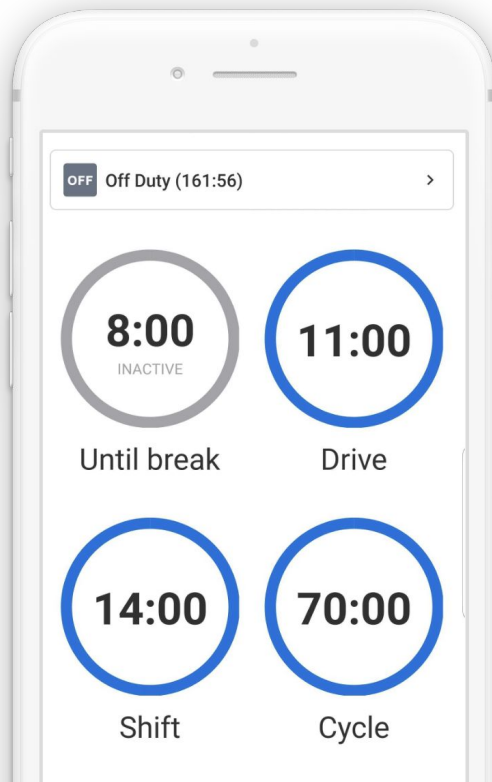 OFF Off Duty (161:56)
8:00 11:00
INACTIVE
Until break Drive
14:00 70:00
Shift Cycle